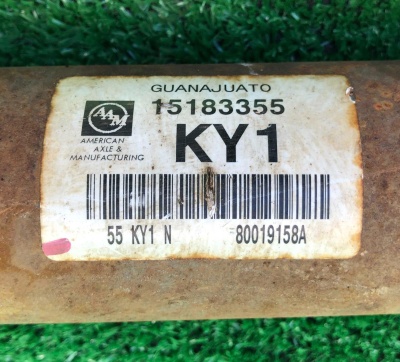 GUANAJUATO
15183355
AAM
KY1
AMERICAN
AXLE &
MANUFACTURING
55 KY1 N 80019158A